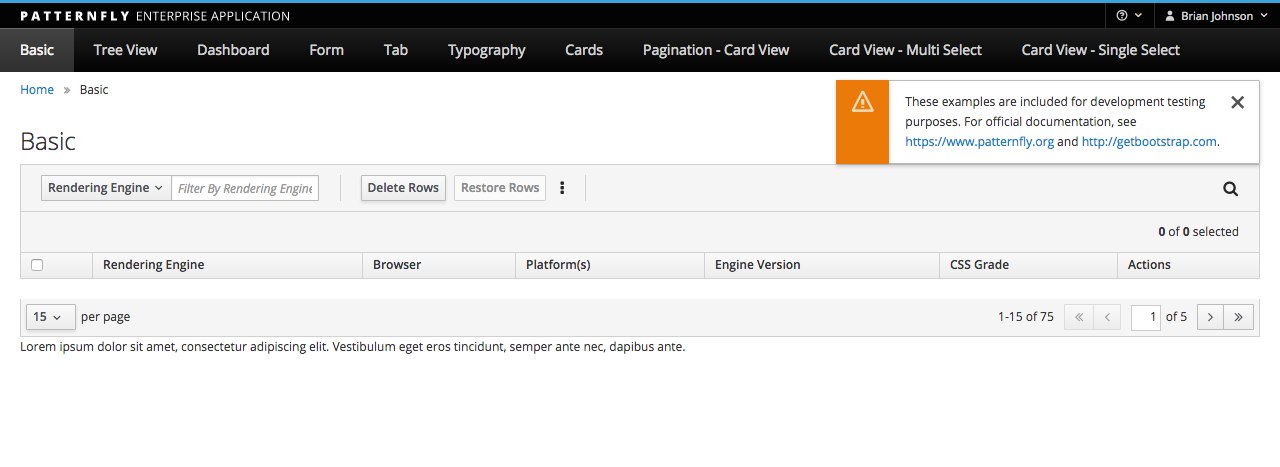 PATTERNFLY ENTERPRISE APPLICATION
Brian Johnson
Basic Tree View Dashboard Form Tab Typography Cards Pagination - Card View Card View - Multi Select Card View - Single Select
Home » Basic
These examples are included for development testing
purposes. For official documentation, see
https://www.patternfly.org and http://getbootstrap.com.
Basic
Rendering Engine Filter By Rendering Engine Delete Rows Restore Rows
0 of 0 selected
Rendering Engine Browser Platform(s) Engine Version CSS Grade Actions
15 per page 1-15 of 75 1 of 5
Lorem ipsum dolor sit amet, consectetur adipiscing elit. Vestibulum eget eros tincidunt, semper ante nec, dapibus ante.